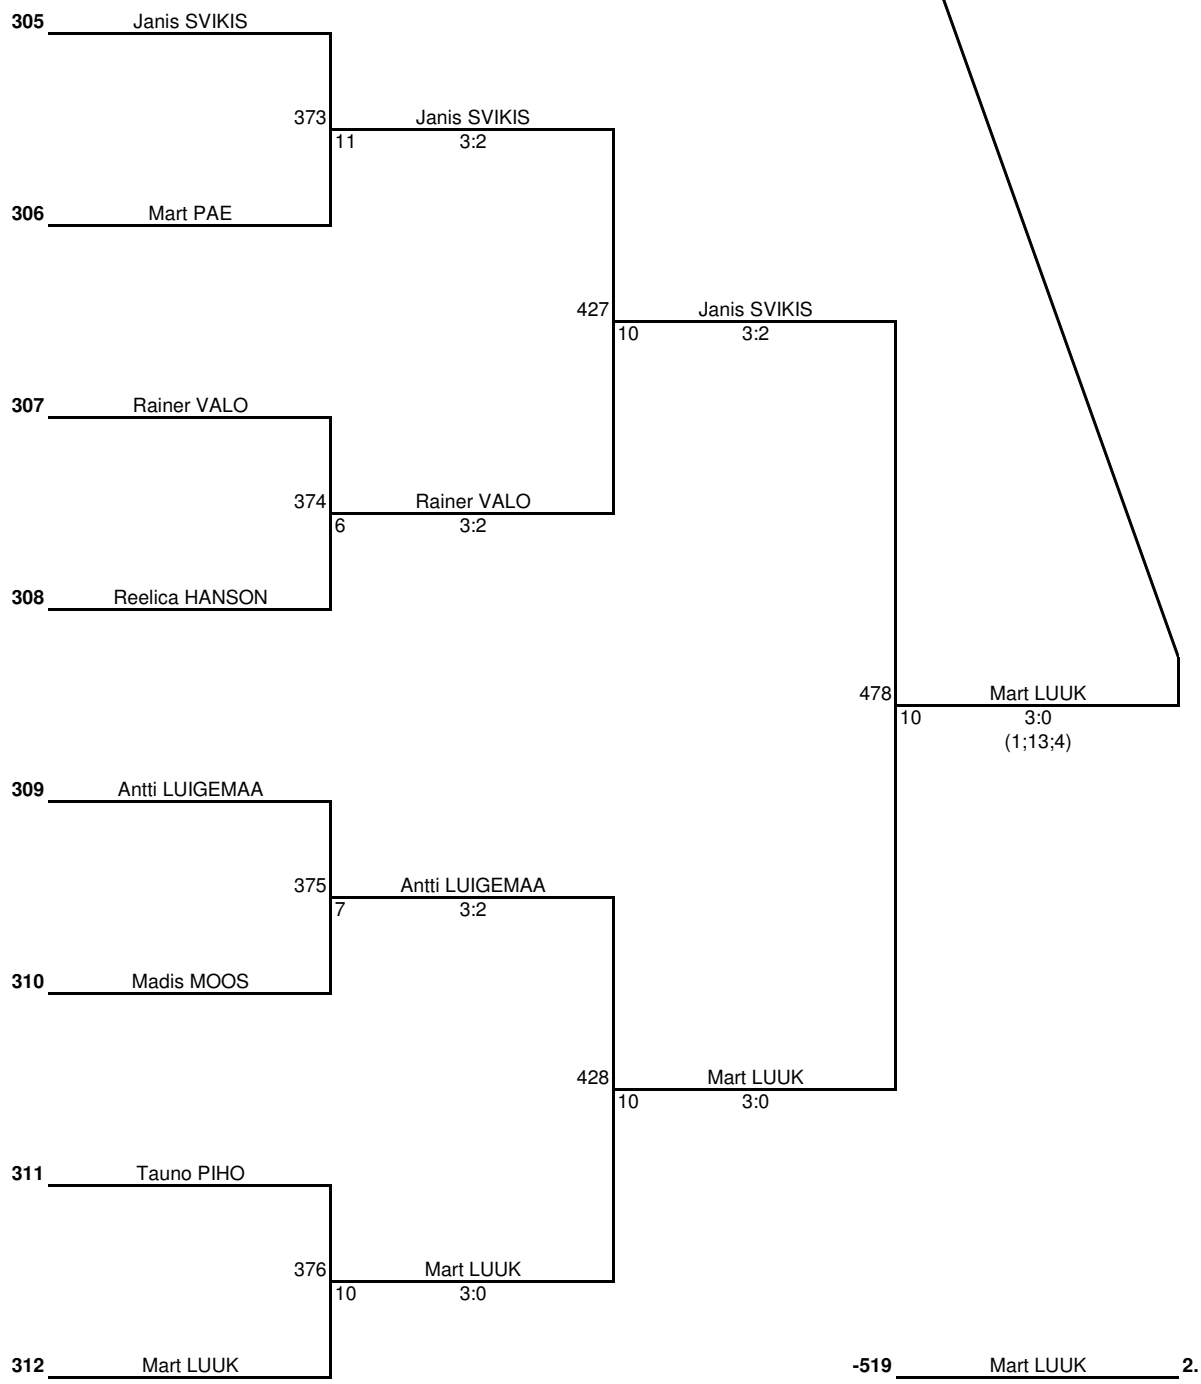 305 Janis SVIKIS
373 Janis SVIKIS
11 3:2
306 Mart PAE
427 Janis SVIKIS
10 3:2
307 Rainer VALO
374 Rainer VALO
6 3:2
308 Reelica HANSON
478 Mart LUUK
10 3:0
(1;13;4)
309 Antti LUIGEMAA
375 Antti LUIGEMAA
7 3:2
310 Madis MOOS
428 Mart LUUK
10 3:0
311 Tauno PIHO
376 Mart LUUK
10 3:0
312 Mart LUUK
-519 Mart LUUK 2.